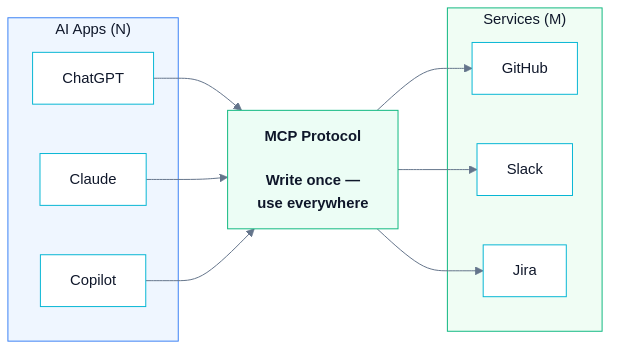 AI Apps (N)
ChatGPT
Claude
Copilot
MCP Protocol
Write once —
use everywhere
Services (M)
GitHub
Slack
Jira